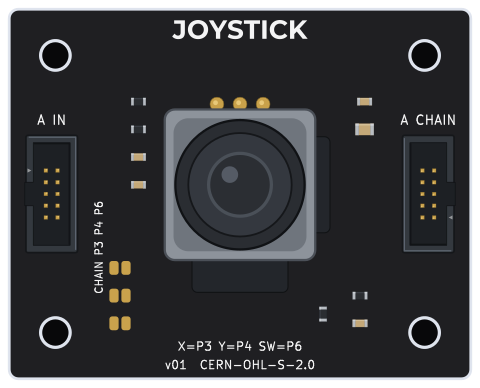 JOYSTICK
A IN
A CHAIN
CHAIN P3 P4 P6
X=P3 Y=P4 SW=P6
v01 CERN-OHL-S-2.0